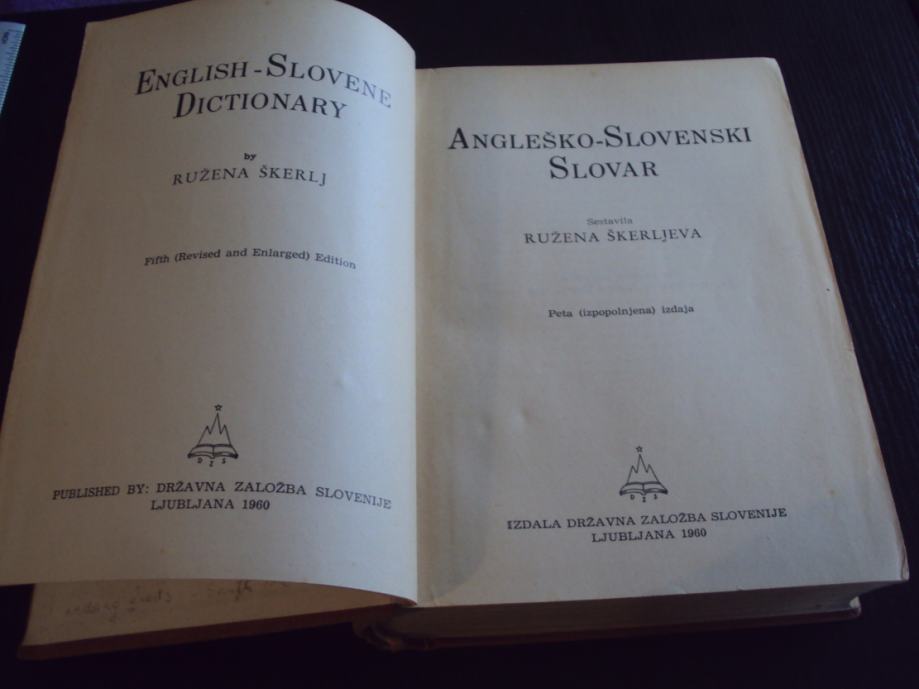 ENGLISH-SLOVENE
DICTIONARY
by
RUŽENA ŠKERLJ
Fifth (Revised and Enlarged) Edition
D Z S
PUBLISHED BY: DRŽAVNA ZALOŽBA SLOVENIJE
LJUBLJANA 1960
ANGLEŠKO-SLOVENSKI
SLOVAR
Sestavila
RUŽENA ŠKERLJEVA
Peta (izpopolnjena) izdaja
D Z S
IZDALA DRŽAVNA ZALOŽBA SLOVENIJE
LJUBLJANA 1960